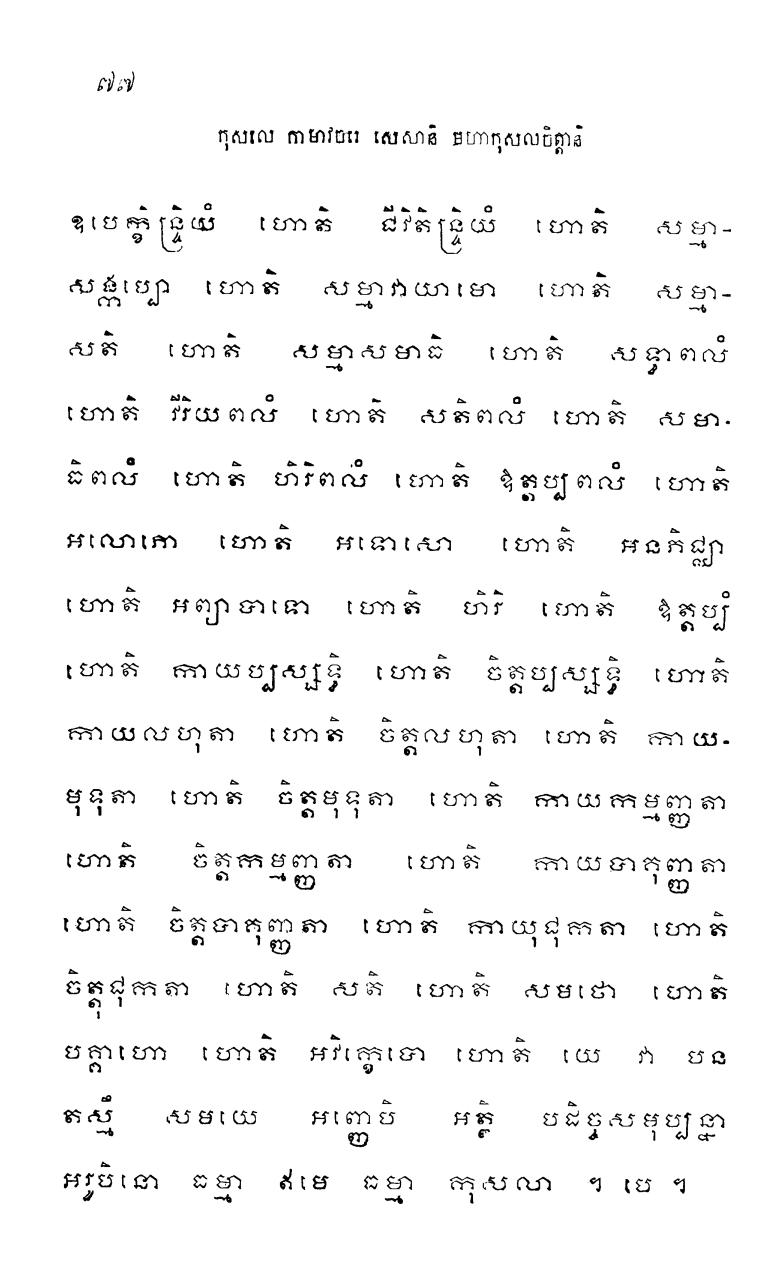 ៧៧
កុសលេ កាមាវចរេ សេសានិ មហាកុសលចិត្តានិ
ឧបេក្ខិន្ទ្រិយំ ហោតិ ជីវិតិន្ទ្រិយំ ហោតិ សម្មា-
សង្កប្បោ ហោតិ សម្មាវាយាមោ ហោតិ សម្មា-
សតិ ហោតិ សម្មាសមាធិ ហោតិ សទ្ធាពលំ
ហោតិ វីរិយពលំ ហោតិ សតិពលំ ហោតិ សមា-
ធិពលំ ហោតិ ហិរិពលំ ហោតិ ឱត្តប្បពលំ ហោតិ
អលោភោ ហោតិ អទោសោ ហោតិ អនភិជ្ឈា
ហោតិ អព្យាបាទោ ហោតិ ហិរិ ហោតិ ឱត្តប្បំ
ហោតិ កាយប្បស្សទ្ធិ ហោតិ ចិត្តប្បស្សទ្ធិ ហោតិ
កាយលហុតា ហោតិ ចិត្តលហុតា ហោតិ កាយ-
មុទុតា ហោតិ ចិត្តមុទុតា ហោតិ កាយកម្មញ្ញតា
ហោតិ ចិត្តកម្មញ្ញតា ហោតិ កាយបាគុញ្ញតា
ហោតិ ចិត្តបាគុញ្ញតា ហោតិ កាយុជុកតា ហោតិ
ចិត្តុជុកតា ហោតិ សតិ ហោតិ សមថោ ហោតិ
បគ្គាហោ ហោតិ អវិក្ខេបោ ហោតិ យេ វា បន
តស្មឹ សមយេ អញ្ញេបិ អត្ថិ បដិច្ចសមុប្បន្នា
អរូបិនោ ធម្មា ឥមេ ធម្មា កុសលា ។ បេ ។